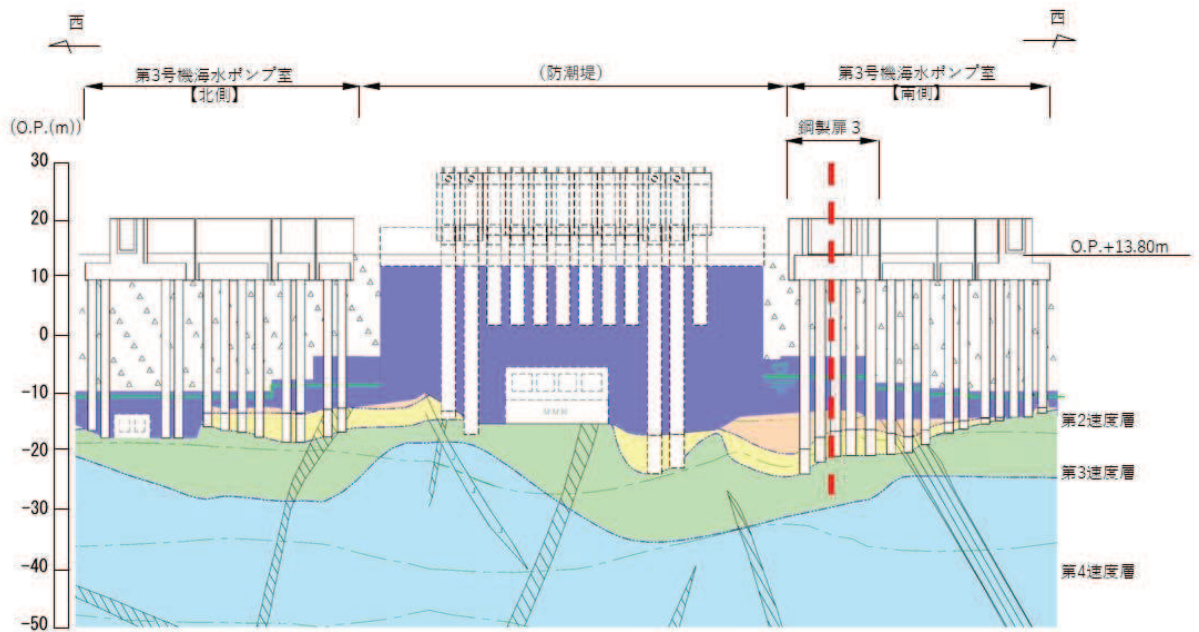 西
西
第3号機海水ポンプ室
【北側】
(防潮堤)
第3号機海水ポンプ室
【南側】
(O.P.(m))
鋼製扉 3
30
20
10
0
-10
-20
-30
-40
-50
O.P.+13.80m
第2速度層
第3速度層
第4速度層